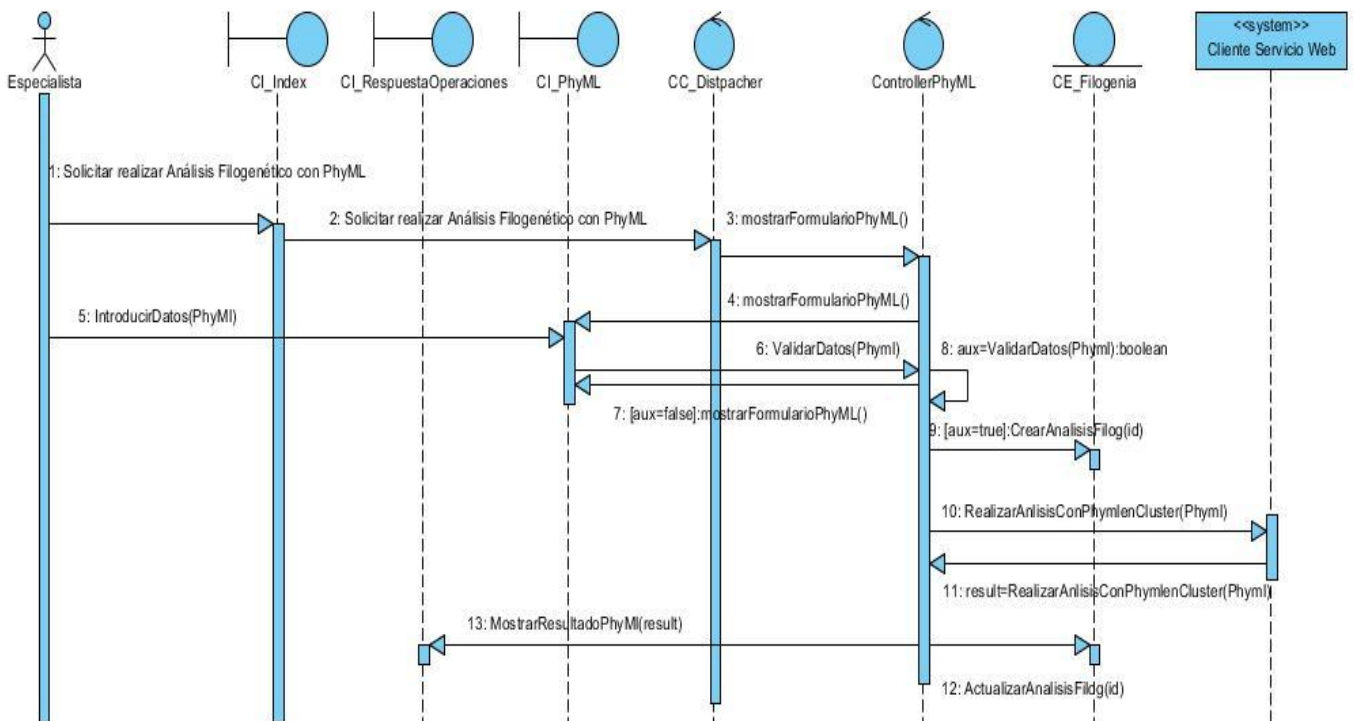 <<system>>
Cliente Servicio Web
Especialista
CI_Index
CI_RespuestaOperaciones
CI_PhyML
CC_Distpacher
ControllerPhyML
CE_Filogenia
1: Solicitar realizar Análisis Filogenético con PhyML
2: Solicitar realizar Análisis Filogenético con PhyML
3: mostrarFormularioPhyML()
4: mostrarFormularioPhyML()
5: IntroducirDatos(PhyMl)
6: ValidarDatos(Phyml)
8: aux=ValidarDatos(Phyml):boolean
7: [aux=false]:mostrarFormularioPhyML()
9: [aux=true]:CrearAnalisisFilog(id)
10: RealizarAnlisisConPhymlenCluster(Phyml)
11: result=RealizarAnlisisConPhymlenCluster(Phyml)
13: MostrarResultadoPhyMl(result)
12: ActualizarAnalisisFilog(id)